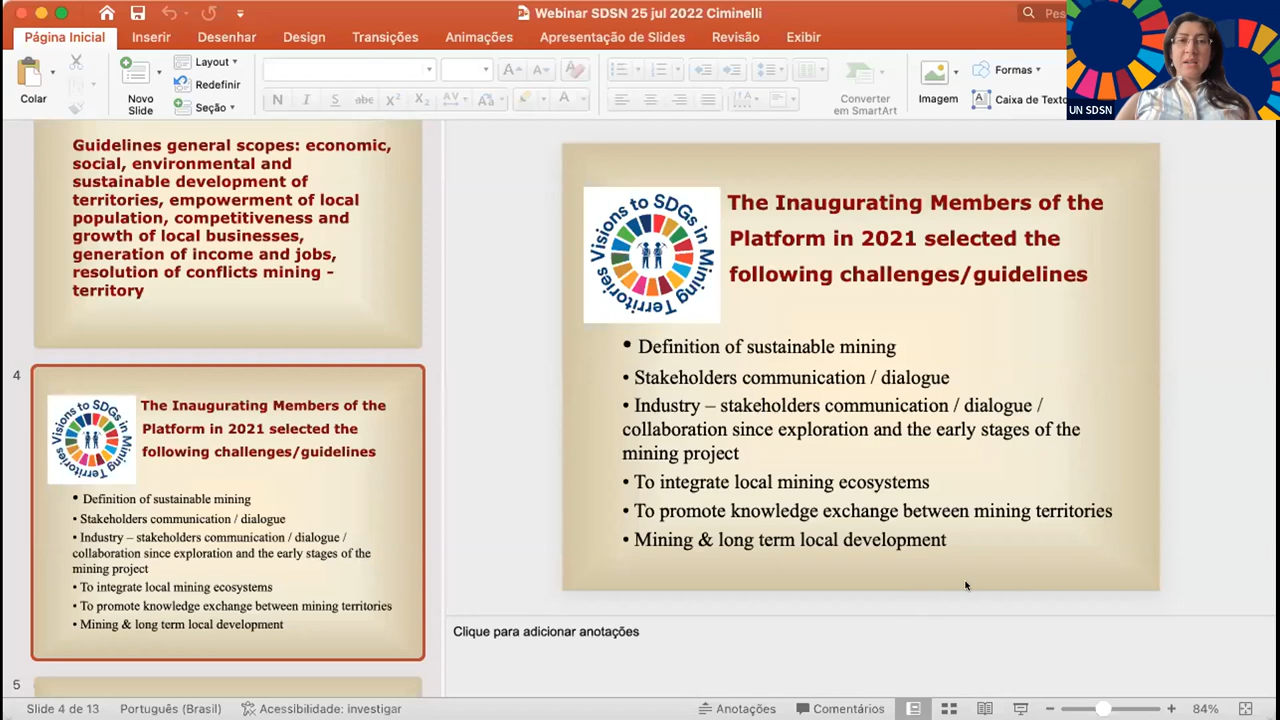 Webinar SDSN 25 jul 2022 Ciminelli
Pes
Página Inicial
Inserir
Desenhar
Design
Transições
Animações
Apresentação de Slides
Revisão
Exibir
Colar
Novo
Slide
Layout
Redefinir
Seção
N
I
S
abc
X²
X₂
AV
A
Converter
em SmartArt
Imagem
Formas
Caixa de Texto
UN SDSN
Guidelines general scopes: economic,
social, environmental and
sustainable development of
territories, empowerment of local
population, competitiveness and
growth of local businesses,
generation of income and jobs,
resolution of conflicts mining -
territory
4
Visions to SDGs in Mining Territories
The Inaugurating Members of the
Platform in 2021 selected the
following challenges/guidelines
• Definition of sustainable mining
• Stakeholders communication / dialogue
• Industry – stakeholders communication / dialogue /
collaboration since exploration and the early stages of the
mining project
• To integrate local mining ecosystems
• To promote knowledge exchange between mining territories
• Mining & long term local development
5
Visions to SDGs in Mining Territories
The Inaugurating Members of the
Platform in 2021 selected the
following challenges/guidelines
• Definition of sustainable mining
• Stakeholders communication / dialogue
• Industry – stakeholders communication / dialogue /
collaboration since exploration and the early stages of the
mining project
• To integrate local mining ecosystems
• To promote knowledge exchange between mining territories
• Mining & long term local development
Clique para adicionar anotações
Slide 4 de 13
Português (Brasil)
Acessibilidade: investigar
Anotações
Comentários
84%